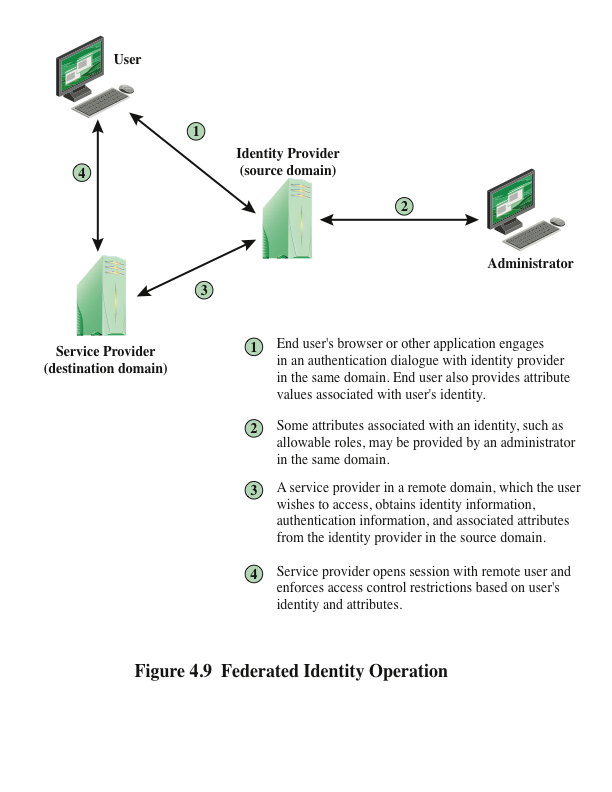 User
1
Identity Provider
(source domain)
4
2
Administrator
3
Service Provider
(destination domain)
1 End user's browser or other application engages
in an authentication dialogue with identity provider
in the same domain. End user also provides attribute
values associated with user's identity.
2 Some attributes associated with an identity, such as
allowable roles, may be provided by an administrator
in the same domain.
3 A service provider in a remote domain, which the user
wishes to access, obtains identity information,
authentication information, and associated attributes
from the identity provider in the source domain.
4 Service provider opens session with remote user and
enforces access control restrictions based on user's
identity and attributes.
Figure 4.9 Federated Identity Operation